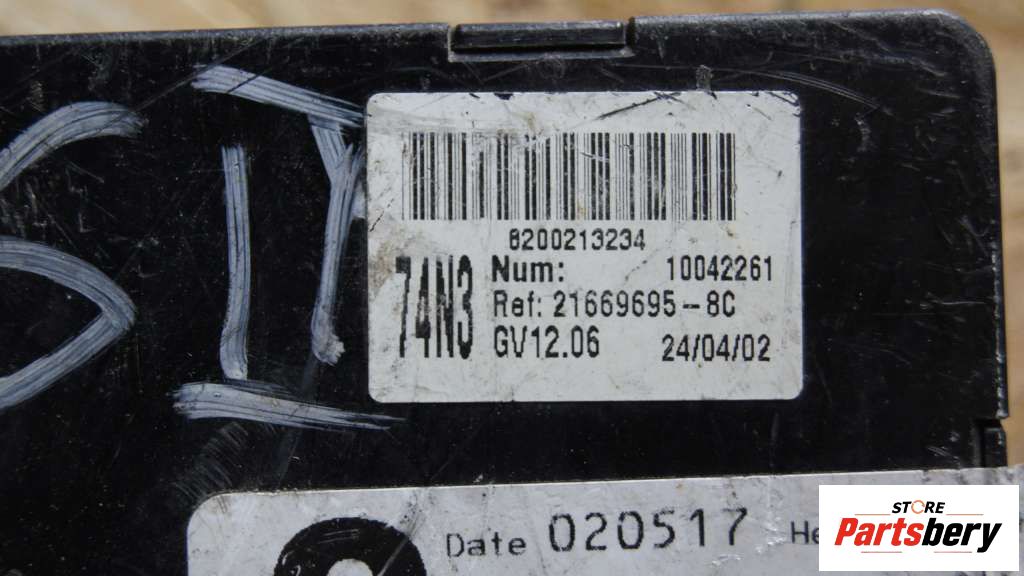 8200213234
74N3
Num: 10042261
Ref: 21669695-8C
GV12.06 24/04/02
Date 020517
STORE
Partsbery